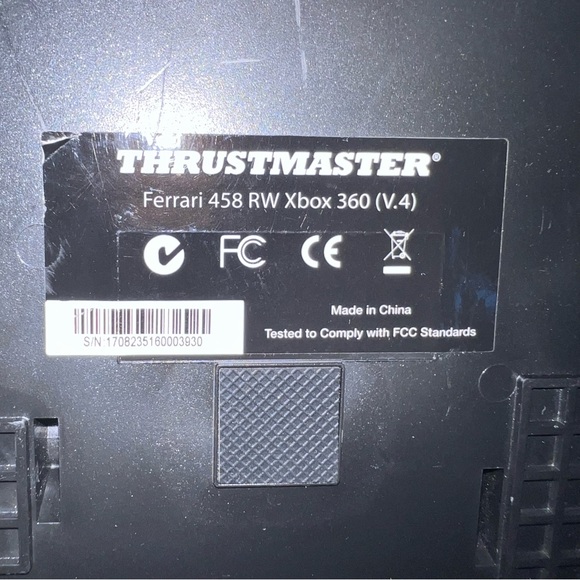 THRUSTMASTER®
Ferrari 458 RW Xbox 360 (V.4)
FC CE
Made in China
Tested to Comply with FCC Standards
S/N:1708235160003930